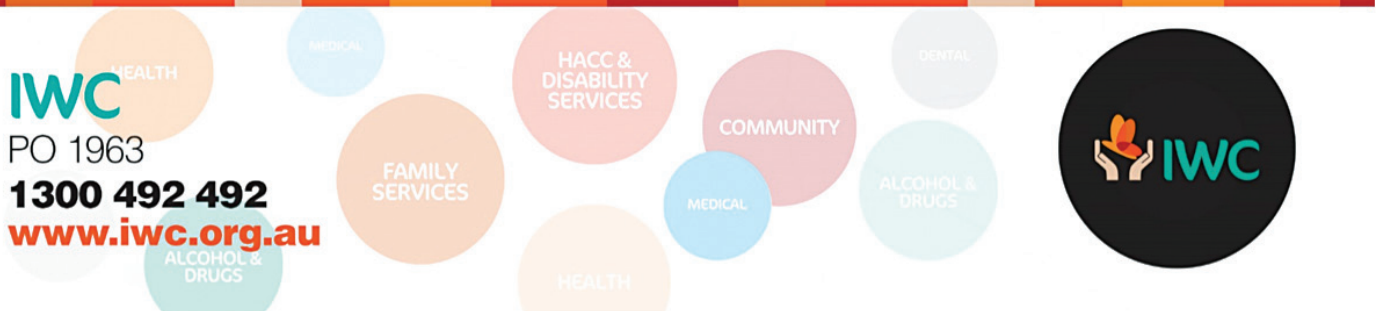 IWC
PO 1963
1300 492 492
www.iwc.org.au
HEALTH
MEDICAL
ALCOHOL &
DRUGS
FAMILY
SERVICES
HACC &
DISABILITY
SERVICES
HEALTH
COMMUNITY
MEDICAL
DENTAL
ALCOHOL &
DRUGS
IWC